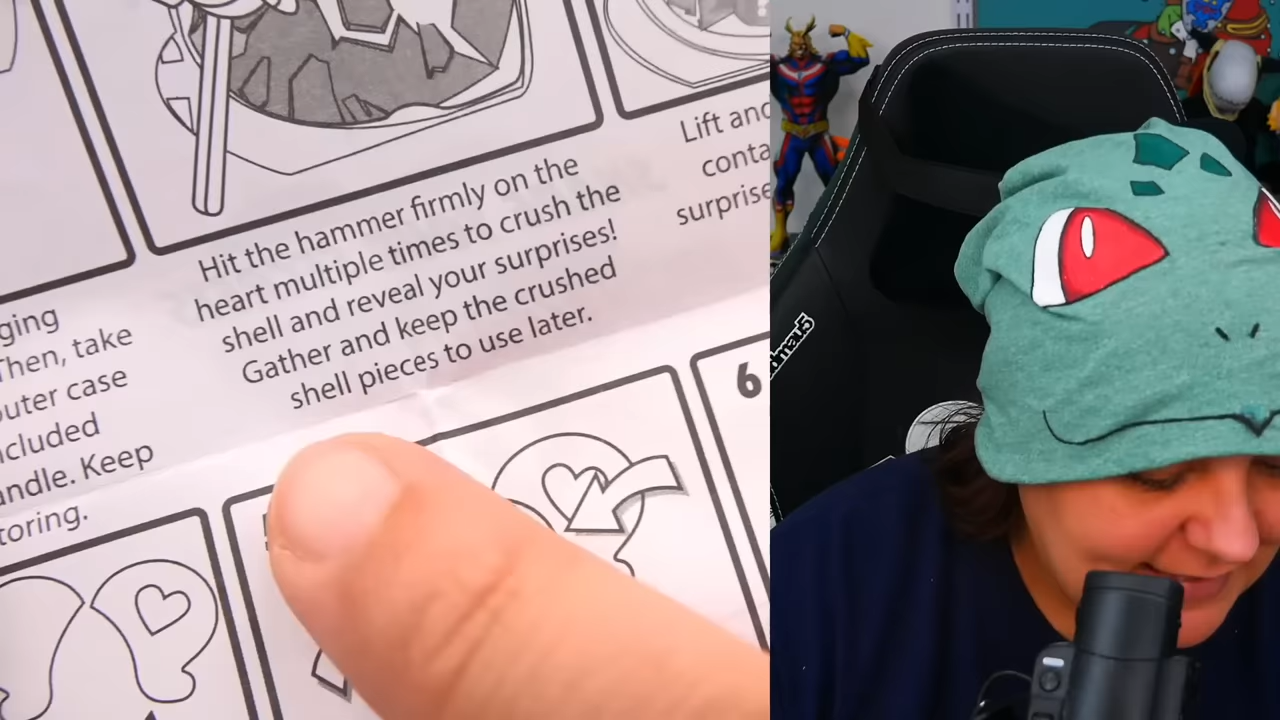 Hit the hammer firmly on the
heart multiple times to crush the
shell and reveal your surprises!
Gather and keep the crushed
shell pieces to use later.
Lift and
conta
surprise
ging
Then, take
outer case
ncluded
andle. Keep
toring.
6